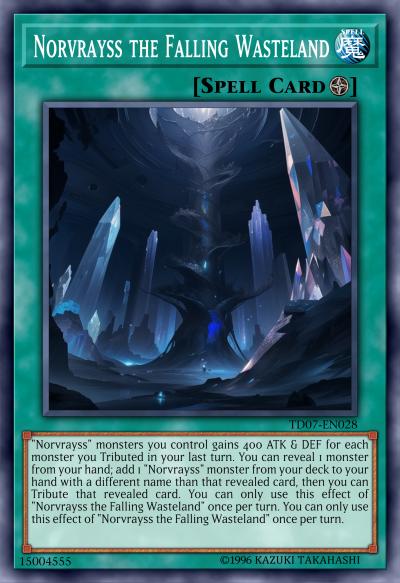 Norvrayss the Falling Wasteland
SPELL
魔
[Spell Card]
TD07-EN028
"Norvrayss" monsters you control gains 400 ATK & DEF for each
monster you Tributed in your last turn. You can reveal 1 monster
from your hand; add 1 "Norvrayss" monster from your deck to your
hand with a different name than that revealed card, then you can
Tribute that revealed card. You can only use this effect of
"Norvrayss the Falling Wasteland" once per turn. You can only use
this effect of "Norvrayss the Falling Wasteland" once per turn.
15004555
©1996 KAZUKI TAKAHASHI